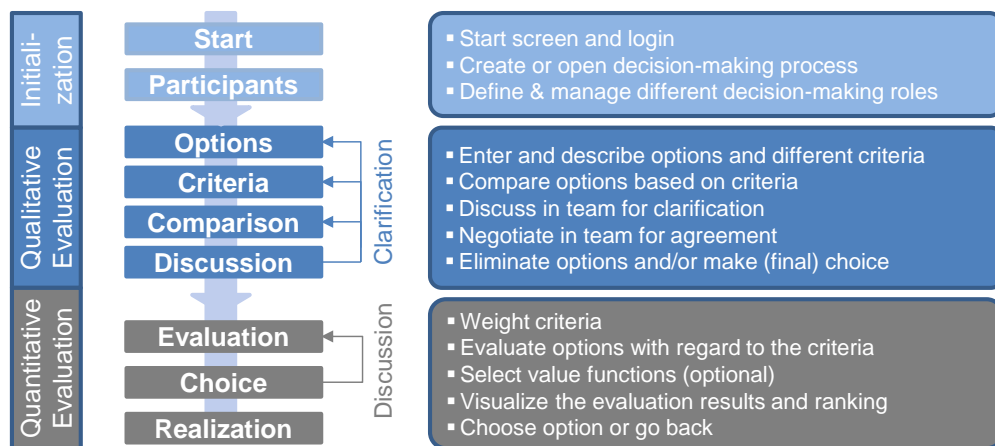 Initiali-
zation
Start
Participants
▪ Start screen and login
▪ Create or open decision-making process
▪ Define & manage different decision-making roles
Qualitative
Evaluation
Options
Criteria
Comparison
Discussion
Clarification
▪ Enter and describe options and different criteria
▪ Compare options based on criteria
▪ Discuss in team for clarification
▪ Negotiate in team for agreement
▪ Eliminate options and/or make (final) choice
Quantitative
Evaluation
Evaluation
Choice
Realization
Discussion
▪ Weight criteria
▪ Evaluate options with regard to the criteria
▪ Select value functions (optional)
▪ Visualize the evaluation results and ranking
▪ Choose option or go back